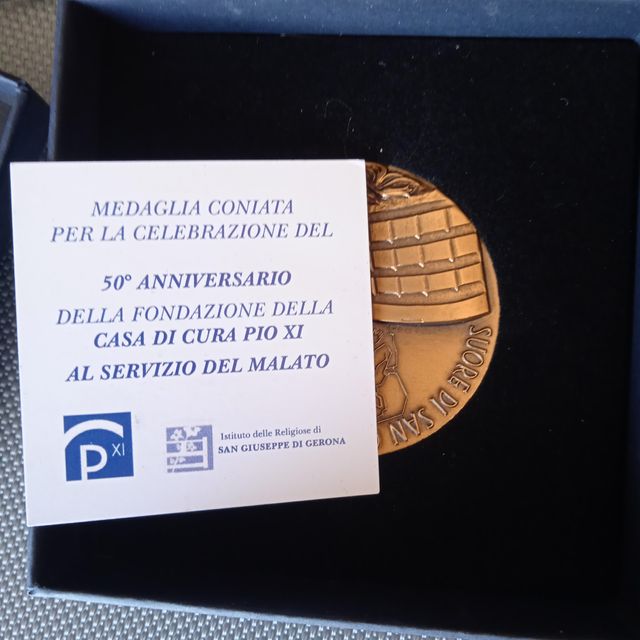 MEDAGLIA CONIATA
PER LA CELEBRAZIONE DEL
50° ANNIVERSARIO
DELLA FONDAZIONE DELLA
CASA DI CURA PIO XI
AL SERVIZIO DEL MALATO
P XI
Istituto delle Religiose di
SAN GIUSEPPE DI GERONA
SUORE DI SAN